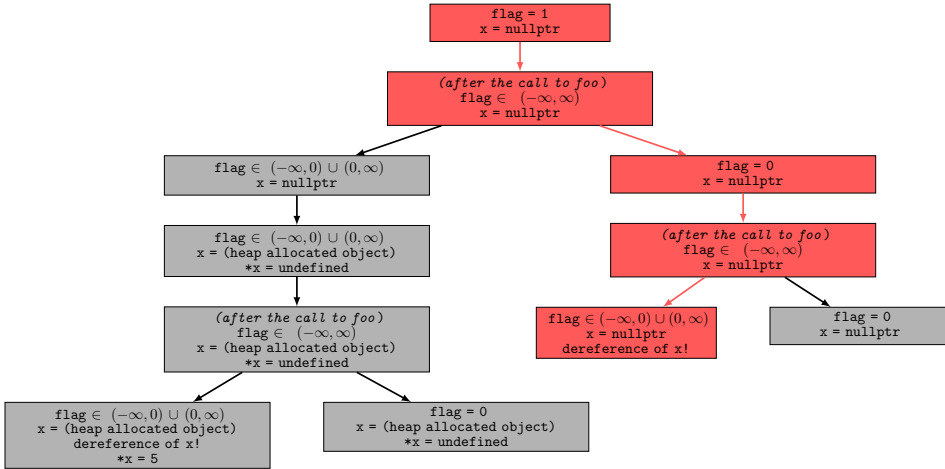 flag = 1
x = nullptr
(after the call to foo)
flag ∈ (-∞, ∞)
x = nullptr
flag ∈ (-∞, 0) ∪ (0, ∞)
x = nullptr
flag = 0
x = nullptr
flag ∈ (-∞, 0) ∪ (0, ∞)
x = (heap allocated object)
*x = undefined
(after the call to foo)
flag ∈ (-∞, ∞)
x = nullptr
(after the call to foo)
flag ∈ (-∞, ∞)
x = (heap allocated object)
*x = undefined
flag ∈ (-∞, 0) ∪ (0, ∞)
x = nullptr
dereference of x!
flag = 0
x = nullptr
flag ∈ (-∞, 0) ∪ (0, ∞)
x = (heap allocated object)
dereference of x!
*x = 5
flag = 0
x = (heap allocated object)
*x = undefined